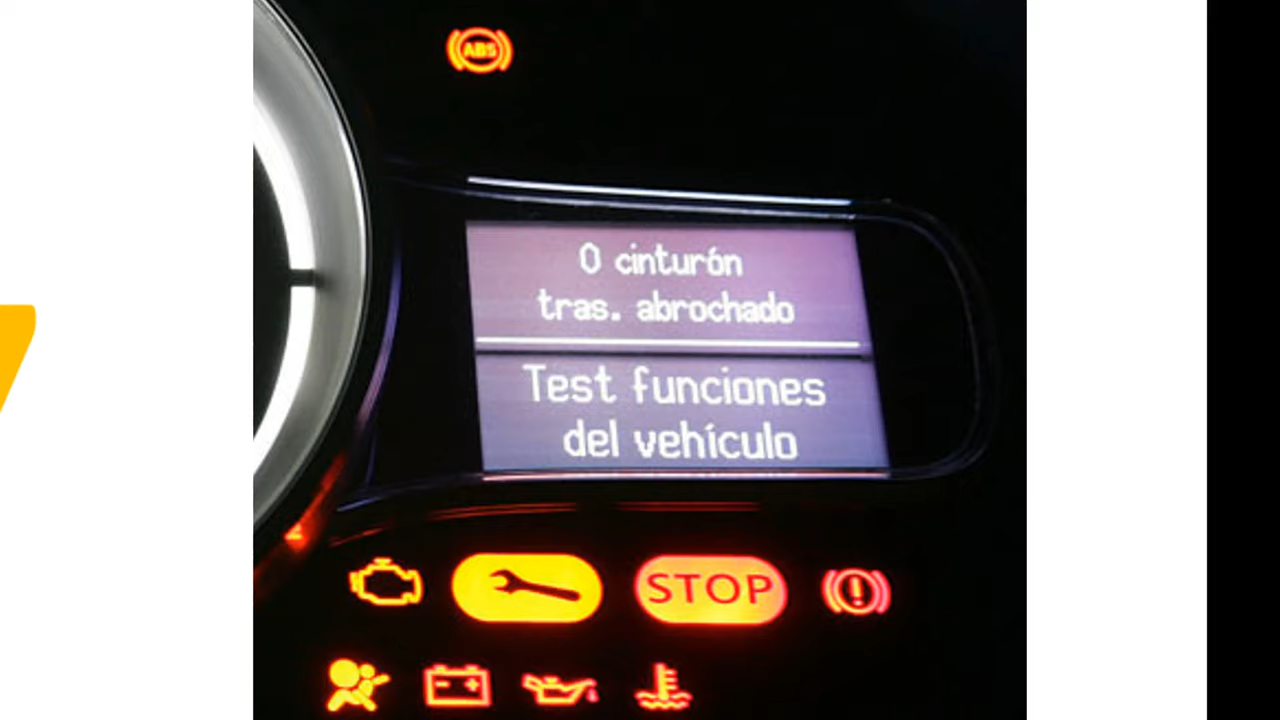 ABS
0 cinturón
tras. abrochado
Test funciones
del vehículo
STOP